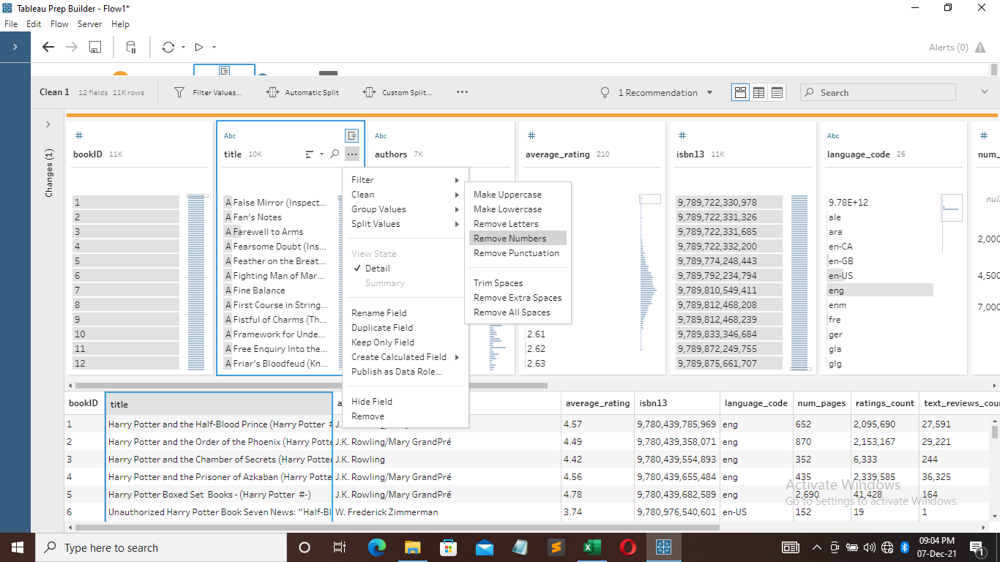 Tableau Prep Builder - Flow1*
File Edit Flow Server Help
Alerts (0)
Clean 1 12 fields 11K rows Filter Values... Automatic Split Custom Split... ... 1 Recommendation Search
Changes (1)
# Abc Abc # # Abc #
bookID 11K title 10K authors 7K average_rating 210 isbn13 11K language_code 26 num_
1
2
3
4
5
6
7
8
9
10
11
12
A False Mirror (Inspect...
A Fan's Notes
A Farewell to Arms
A Fearsome Doubt (Ins...
A Feather on the Breat...
A Fighting Man of Mar...
A Fine Balance
A First Course in String...
A Fistful of Charms (Th...
A Framework for Unde...
A Free Enquiry Into the...
A Friar's Bloodfeud (Kn...
Filter
Clean
Group Values
Split Values
View State
✓ Detail
Summary
Rename Field
Duplicate Field
Keep Only Field
Create Calculated Field
Publish as Data Role...
Hide Field
Remove
Make Uppercase
Make Lowercase
Remove Letters
Remove Numbers
Remove Punctuation
Trim Spaces
Remove Extra Spaces
Remove All Spaces
2.61
2.62
2.63
9,789,722,330,978
9,789,722,331,326
9,789,722,331,685
9,789,722,332,200
9,789,774,248,443
9,789,792,234,794
9,789,810,549,411
9,789,812,468,208
9,789,812,468,239
9,789,833,346,684
9,789,872,249,755
9,789,875,661,707
9.78E+12
ale
ara
en-CA
en-GB
en-US
eng
enm
fre
ger
gla
glg
nul
2,000
4,500
7,000
bookID title a average_rating isbn13 language_code num_pages ratings_count text_reviews_cou
1 Harry Potter and the Half-Blood Prince (Harry Potter # J.K. Rowling/Mary GrandPré 4.57 9,780,439,785,969 eng 652 2,095,690 27,591
2 Harry Potter and the Order of the Phoenix (Harry Potte J.K. Rowling/Mary GrandPré 4.49 9,780,439,358,071 eng 870 2,153,167 29,221
3 Harry Potter and the Chamber of Secrets (Harry Potter J.K. Rowling 4.42 9,780,439,554,893 eng 352 6,333 244
4 Harry Potter and the Prisoner of Azkaban (Harry Potte J.K. Rowling/Mary GrandPré 4.56 9,780,439,655,484 eng 435 2,339,585 36,325
5 Harry Potter Boxed Set Books - (Harry Potter #-) J.K. Rowling/Mary GrandPré 4.78 9,780,439,682,589 eng 2,690 41,428 164
6 Unauthorized Harry Potter Book Seven News: "Half-Bl W. Frederick Zimmerman 3.74 9,780,976,540,601 en-US 152 19 1
Activate Windows
Go to Settings to activate Windows.
Type here to search
09:04 PM
07-Dec-21
1